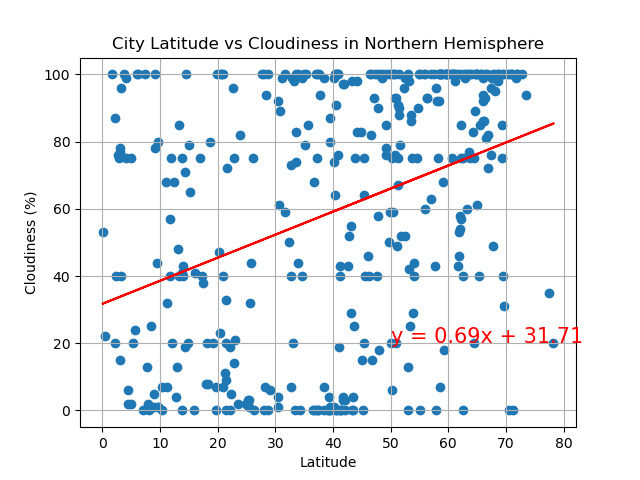 City Latitude vs Cloudiness in Northern Hemisphere
Cloudiness (%)
100
80
60
40
20
0
y = 0.69x + 31.71
0 10 20 30 40 50 60 70 80
Latitude